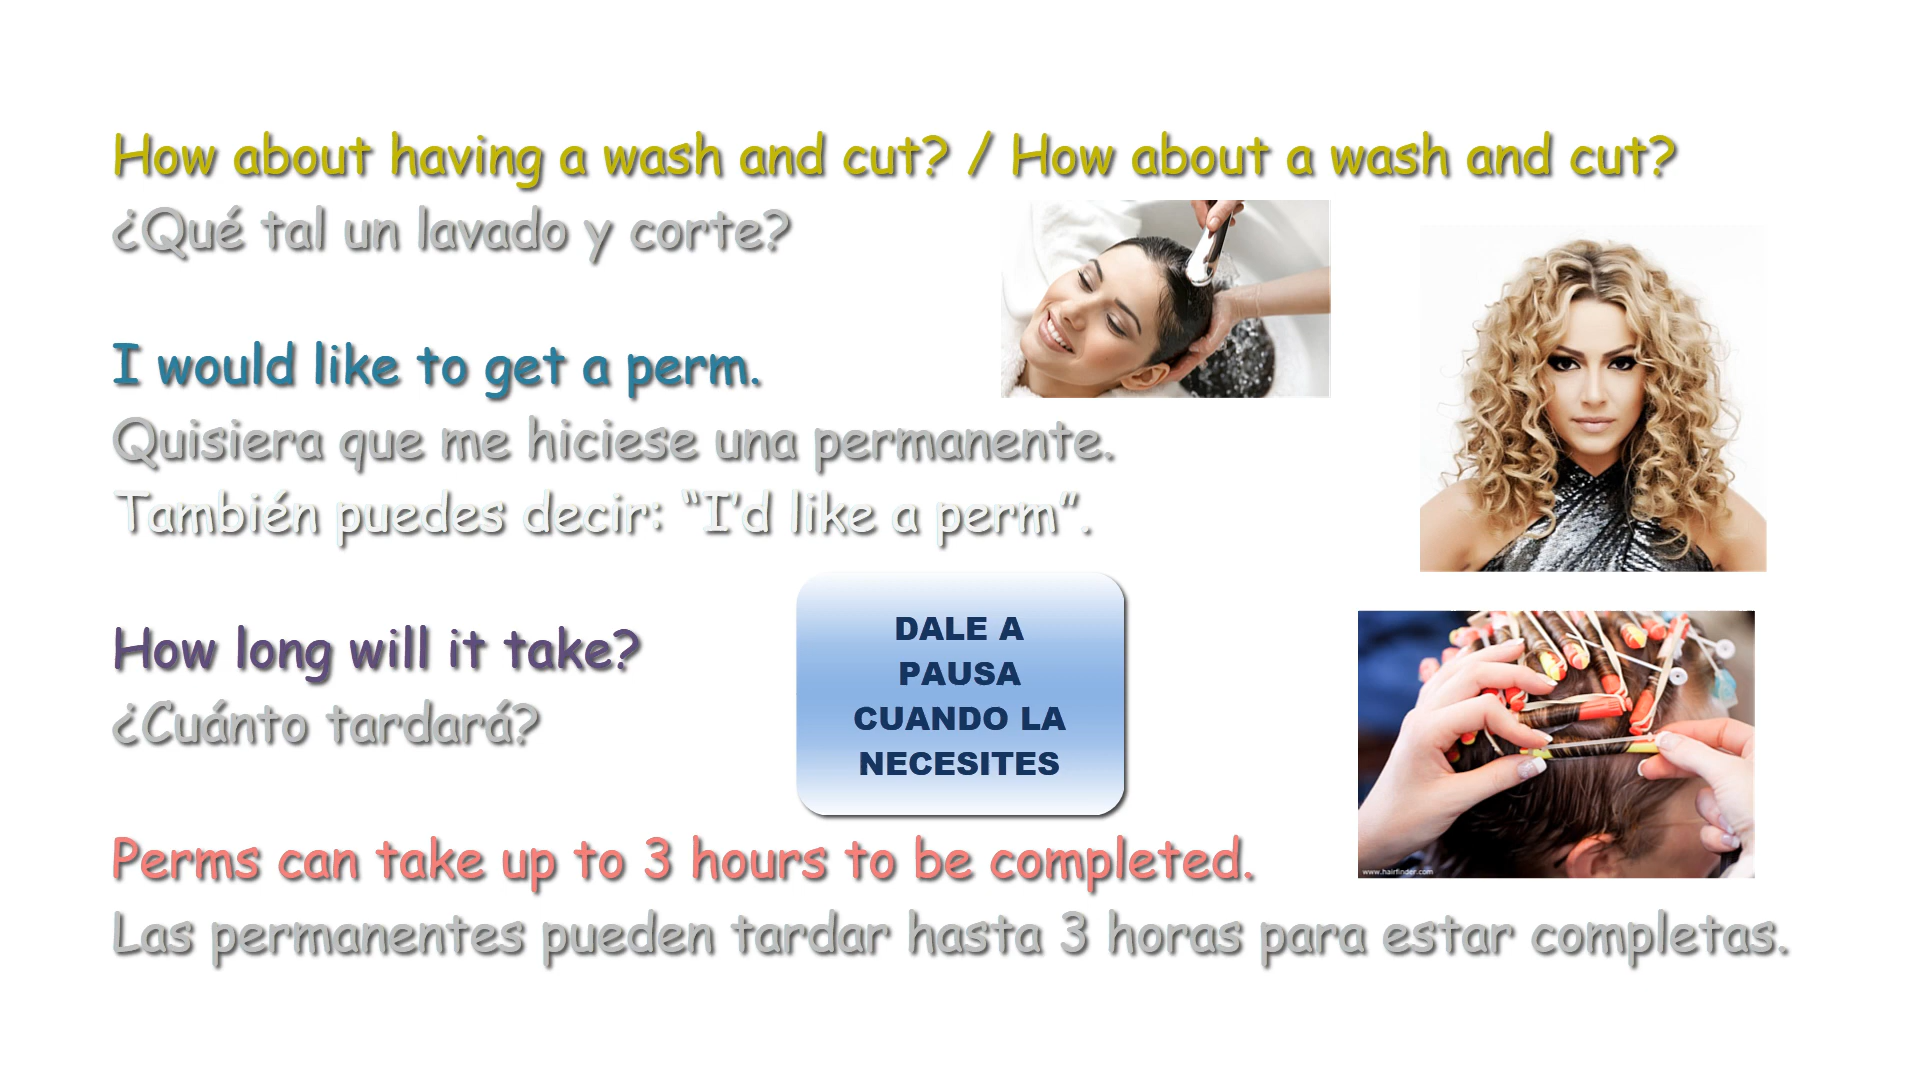 How about having a wash and cut? / How about a wash and cut?
¿Qué tal un lavado y corte?
I would like to get a perm.
Quisiera que me hiciese una permanente.
También puedes decir: “I’d like a perm”.
How long will it take?
¿Cuánto tardará?
DALE A
PAUSA
CUANDO LA
NECESITES
www.hairfinder.com
Perms can take up to 3 hours to be completed.
Las permanentes pueden tardar hasta 3 horas para estar completas.